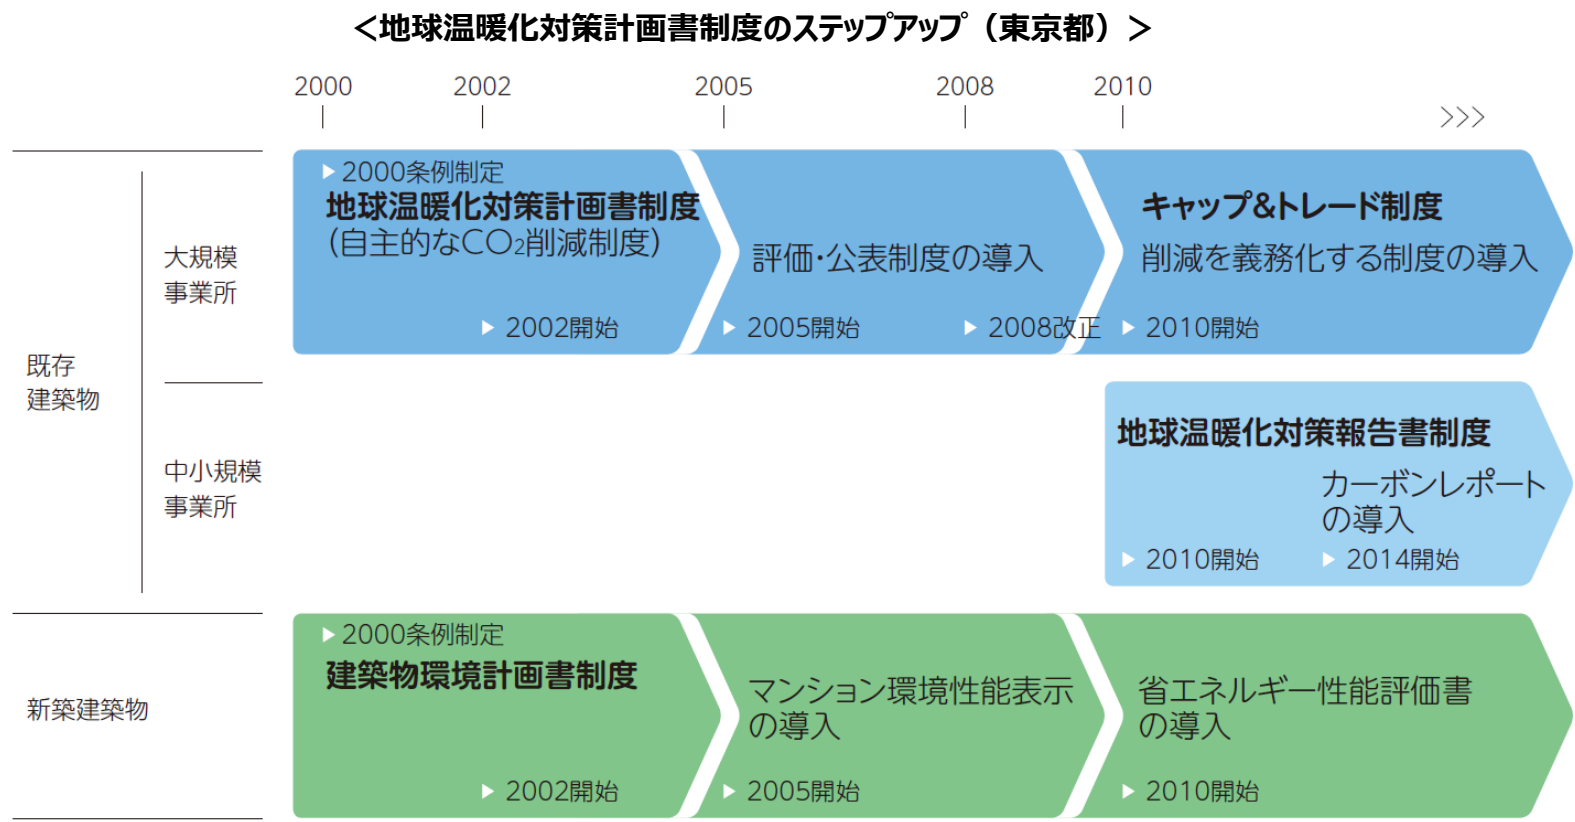 ＜地球温暖化対策計画書制度のステップアップ（東京都）＞
2000
2002
2005
2008
2010
>>>
既存
建築物
大規模
事業所
▶2000条例制定
地球温暖化対策計画書制度
（自主的なCO₂削減制度）
▶ 2002開始
評価・公表制度の導入
▶ 2005開始
▶ 2008改正
キャップ&トレード制度
削減を義務化する制度の導入
▶ 2010開始
中小規模
事業所
地球温暖化対策報告書制度
カーボンレポート
の導入
▶ 2010開始
▶ 2014開始
新築建築物
▶2000条例制定
建築物環境計画書制度
▶ 2002開始
マンション環境性能表示
の導入
▶ 2005開始
省エネルギー性能評価書
の導入
▶ 2010開始